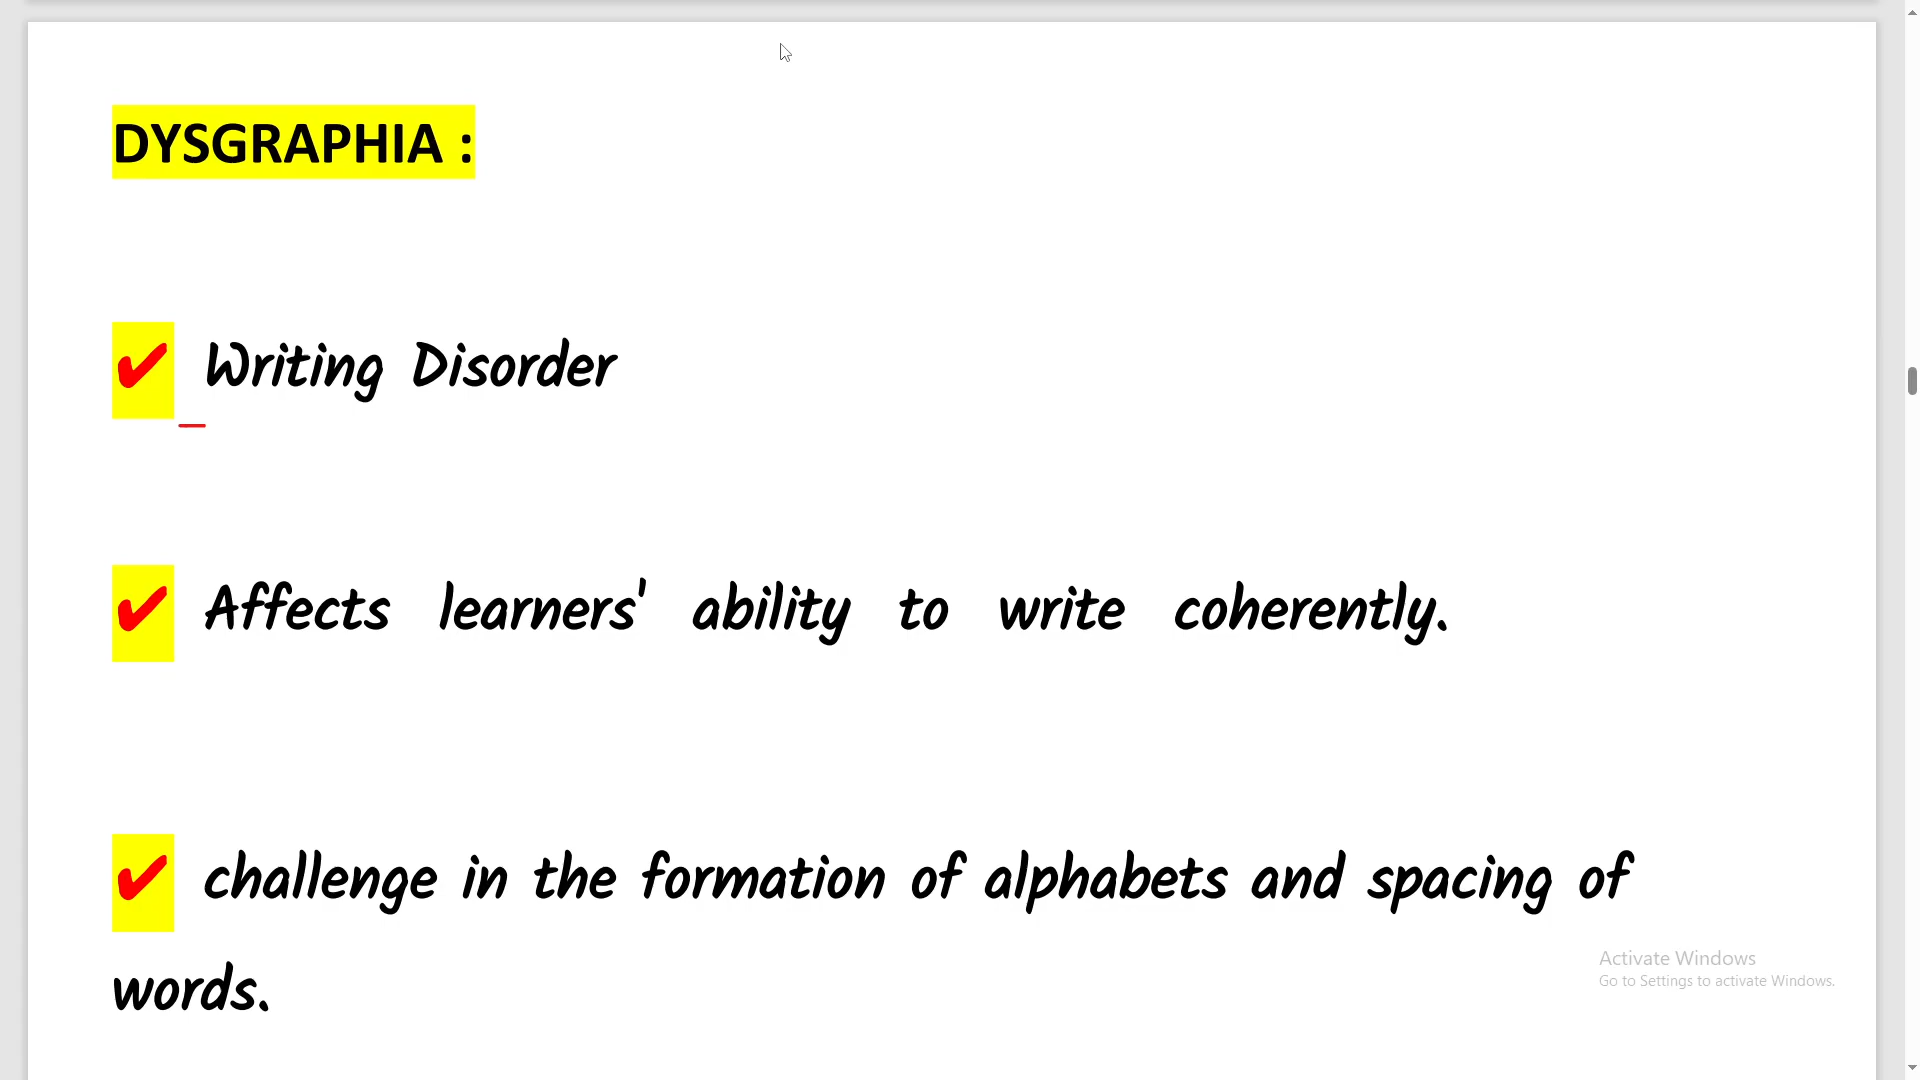 DYSGRAPHIA :
✔ Writing Disorder
✔ Affects learners' ability to write coherently.
✔ challenge in the formation of alphabets and spacing of
words.
Activate Windows
Go to Settings to activate Windows.